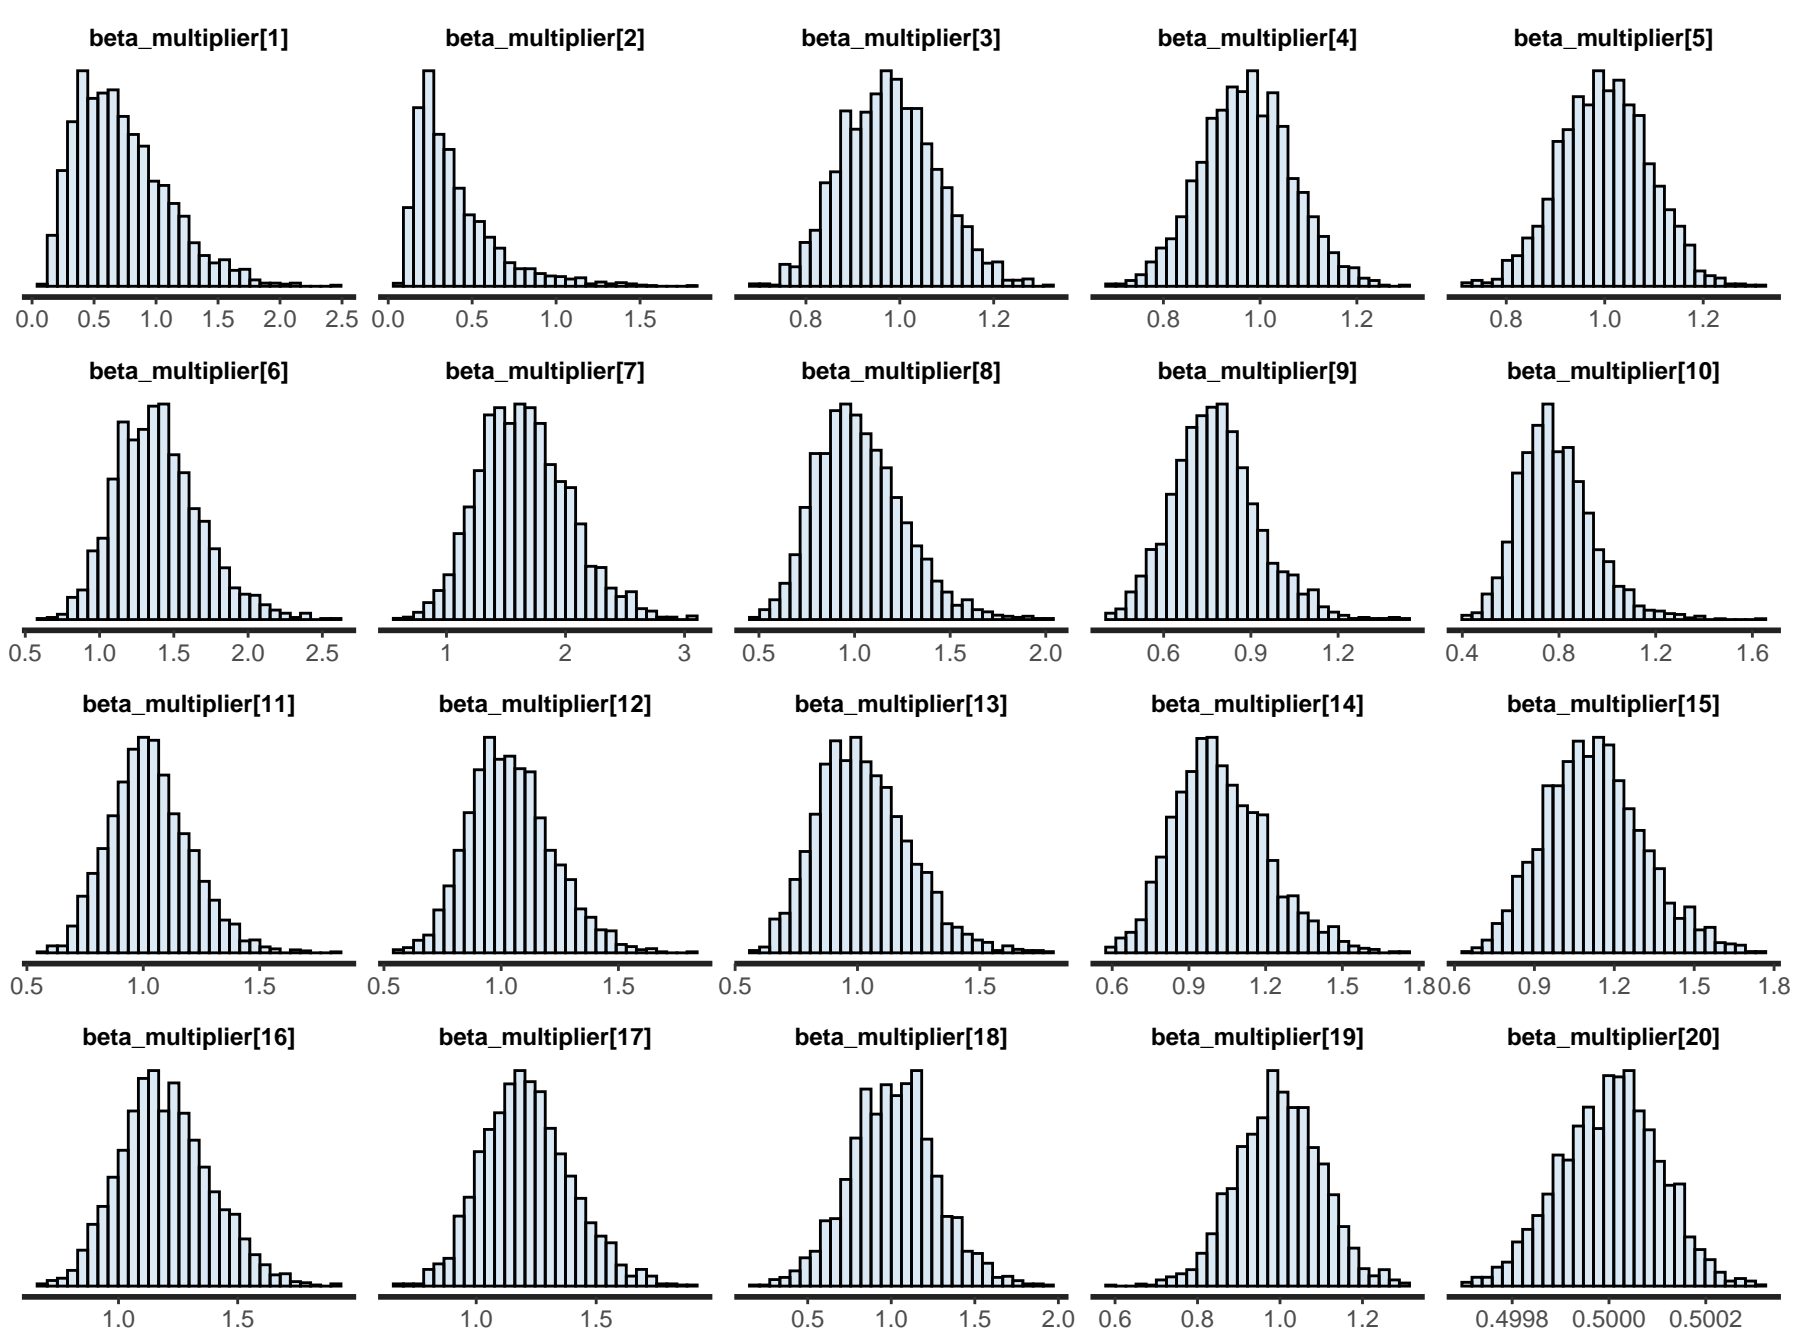 beta_multiplier[1] beta_multiplier[2] beta_multiplier[3] beta_multiplier[4] beta_multiplier[5]
0.0 0.5 1.0 1.5 2.0 2.5 0.0 0.5 1.0 1.5 0.8 1.0 1.2 0.8 1.0 1.2 0.8 1.0 1.2
beta_multiplier[6] beta_multiplier[7] beta_multiplier[8] beta_multiplier[9] beta_multiplier[10]
0.5 1.0 1.5 2.0 2.5 1 2 3 0.5 1.0 1.5 2.0 0.6 0.9 1.2 0.4 0.8 1.2 1.6
beta_multiplier[11] beta_multiplier[12] beta_multiplier[13] beta_multiplier[14] beta_multiplier[15]
0.5 1.0 1.5 0.5 1.0 1.5 0.5 1.0 1.5 0.6 0.9 1.2 1.5 1.8 0.6 0.9 1.2 1.5 1.8
beta_multiplier[16] beta_multiplier[17] beta_multiplier[18] beta_multiplier[19] beta_multiplier[20]
1.0 1.5 1.0 1.5 0.5 1.0 1.5 2.0 0.6 0.8 1.0 1.2 0.4998 0.5000 0.5002